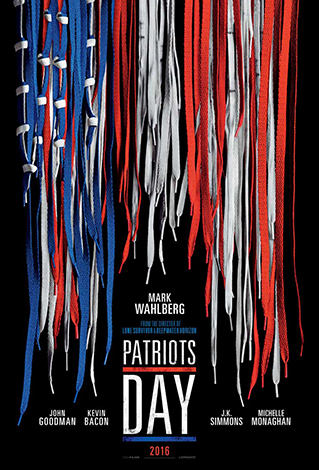 MARK
WAHLBERG
FROM THE DIRECTOR OF
LONE SURVIVOR & DEEPWATER HORIZON
PATRIOTS
DAY
JOHN
GOODMAN
KEVIN
BACON
J.K.
SIMMONS
MICHELLE
MONAGHAN
2016